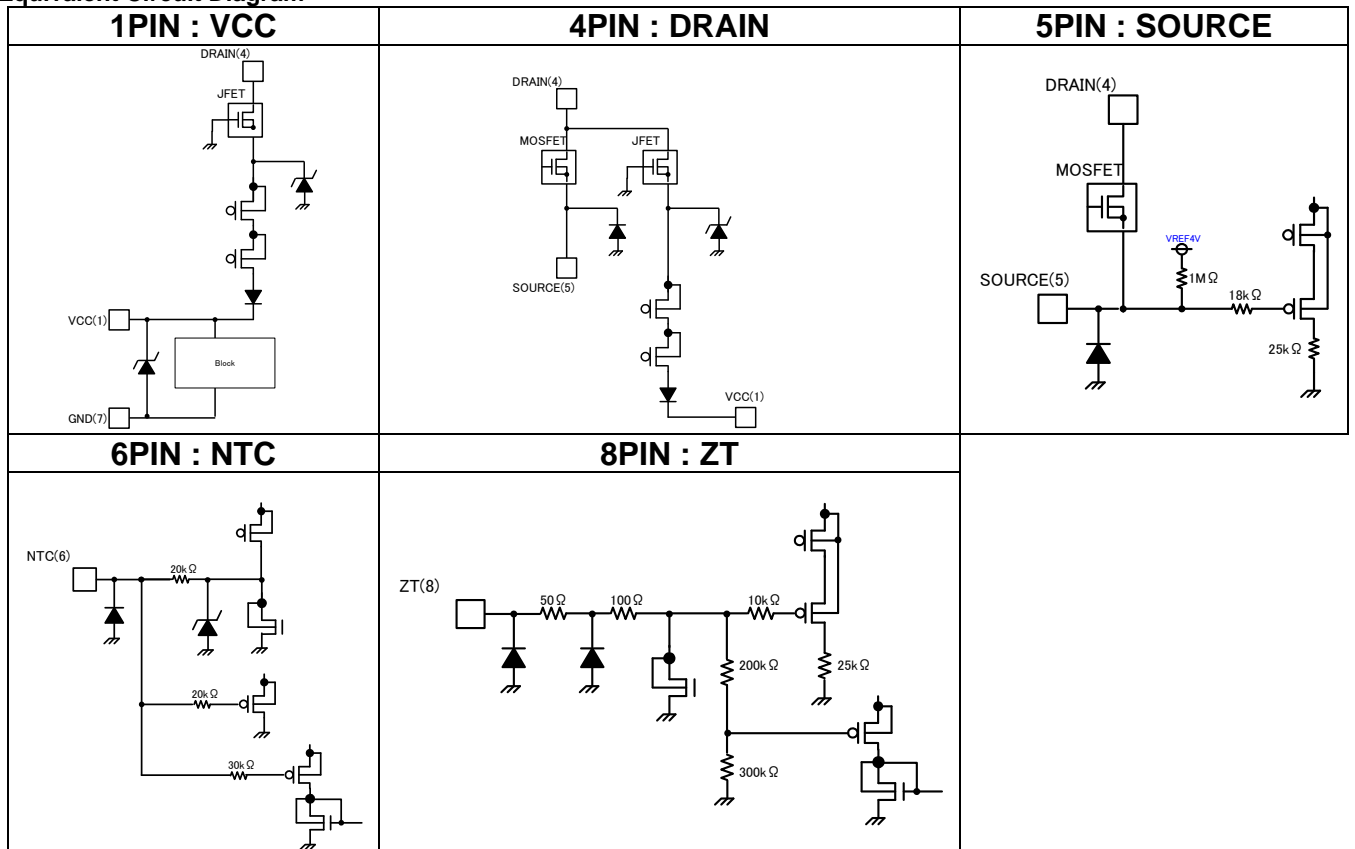 Equivalent Circuit Diagram
1PIN : VCC
4PIN : DRAIN
5PIN : SOURCE
DRAIN(4)
JFET
VCC(1)
Block
GND(7)
DRAIN(4)
MOSFET
JFET
SOURCE(5)
VCC(1)
DRAIN(4)
MOSFET
VREF4V
SOURCE(5)
1MΩ
18kΩ
25kΩ
6PIN : NTC
8PIN : ZT
NTC(6)
20kΩ
20kΩ
30kΩ
ZT(8)
50Ω
100Ω
10kΩ
200kΩ
25kΩ
300kΩ